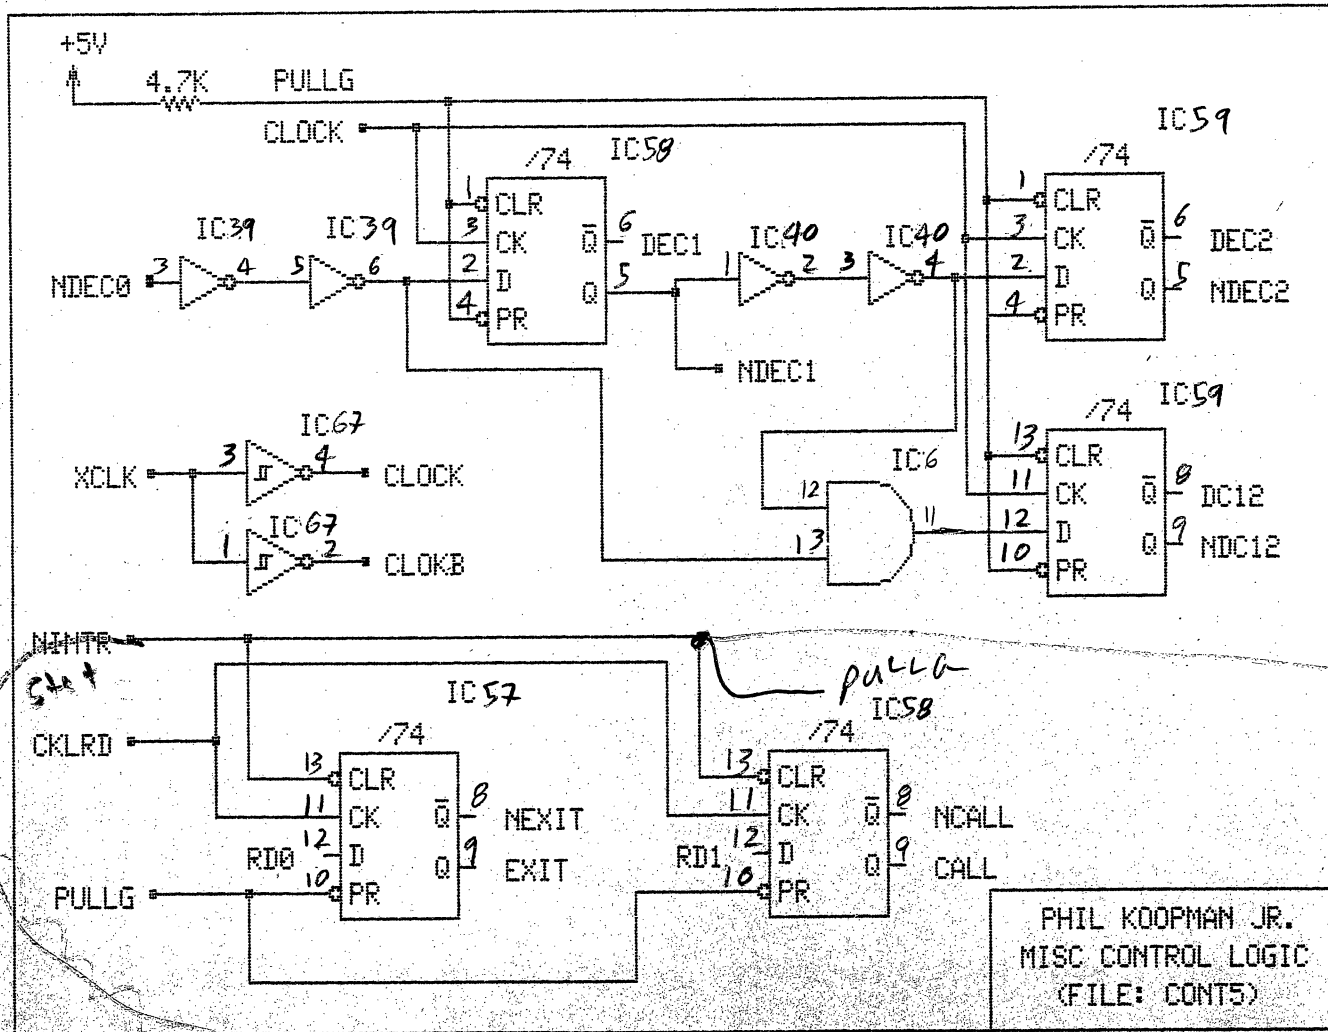 +5V
4.7K PULLG
CLOCK
IC58
/74
1 CLR
3 CK
2 D
4 PR
Q 6 DEC1
Q 5
IC39 IC39
NDEC0 3 4 5 6
IC40 IC40
1 2 3 4
NDEC1
IC59
/74
1 CLR
3 CK
2 D
4 PR
Q 6 DEC2
Q 5 NDEC2
IC67
XCLK 3 4 CLOCK
IC67
1 2 CLOKB
IC6
12
13
11
IC59
/74
13 CLR
11 CK
12 D
10 PR
Q 8 DC12
Q 9 NDC12
NINTR
CKLRD
PULLG
IC57
/74
13 CLR
11 CK
RD0 12 D
10 PR
Q 8 NEXIT
Q 9 EXIT
IC58
/74
13 CLR
11 CK
RD1 12 D
10 PR
Q 8 NCALL
Q 9 CALL
PHIL KOOPMAN JR.
MISC CONTROL LOGIC
(FILE: CONT5)